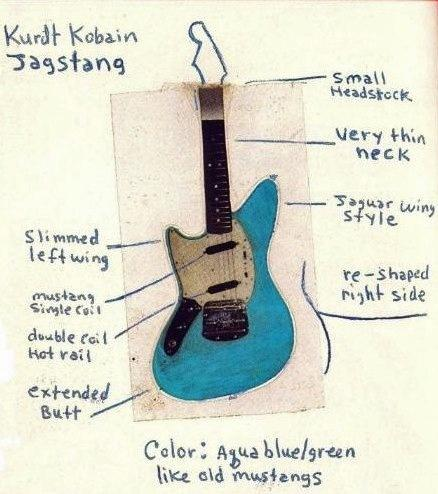 Kurdt Kobain
Jagstang
Small
Headstock
Very thin
neck
Jaguar wing
Style
Slimmed
left wing
re-shaped
right side
mustang
Single coil
double coil
Hot rail
extended
Butt
Color: Aqua blue/green
like old mustangs